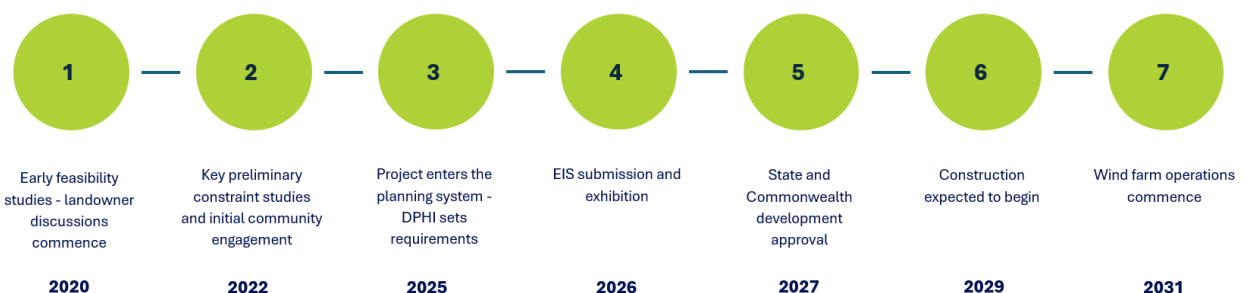 1
2
3
4
5
6
7
Early feasibility
studies - landowner
discussions
commence
2020
Key preliminary
constraint studies
and initial community
engagement
2022
Project enters the
planning system -
DPHI sets
requirements
2025
EIS submission and
exhibition
2026
State and
Commonwealth
development
approval
2027
Construction
expected to begin
2029
Wind farm operations
commence
2031